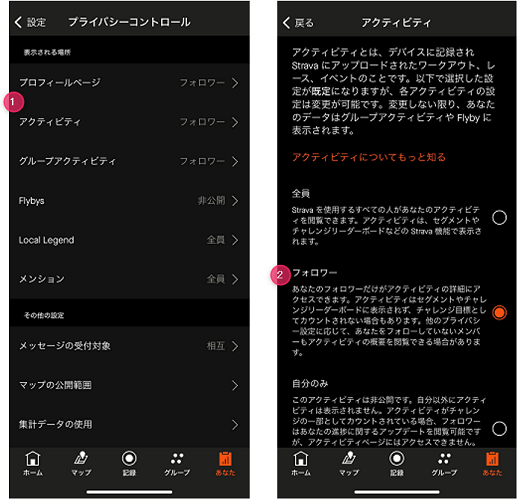 設定
プライバシーコントロール
表示される場所
プロフィールページ
フォロワー
1
アクティビティ
フォロワー
グループアクティビティ
フォロワー
Flybys
非公開
Local Legend
全員
メンション
全員
その他の設定
メッセージの受付対象
相互
マップの公開範囲
集計データの使用
ホーム
マップ
記録
グループ
あなた
戻る
アクティビティ
アクティビティとは、デバイスに記録され
Strava にアップロードされたワークアウト、レ
ース、イベントのことです。以下で選択した設
定が既定になりますが、各アクティビティの設
定は変更が可能です。変更しない限り、あなた
のデータはグループアクティビティや Flyby に
表示されます。
アクティビティについてもっと知る
全員
Strava を使用するすべての人があなたのアクティビテ
ィを閲覧できます。アクティビティは、セグメントやチ
ャレンジリーダーボードなどの Strava 機能で表示さ
れます。
2
フォロワー
あなたのフォロワーだけがアクティビティの詳細にア
クセスできます。アクティビティはセグメントやチャレ
ンジリーダーボードに表示されず、チャレンジ目標とし
てカウントされない場合もあります。他のプライバシ
ー設定に応じて、あなたをフォローしていないメンバ
ーもアクティビティの概要を閲覧できる場合がありま
す。
自分のみ
このアクティビティは非公開です。自分以外にアクティ
ビティは表示されません。アクティビティがチャレン
ジの一部としてカウントされている場合、フォロワー
はあなたの進捗に関するアップデートを閲覧可能です
が、アクティビティページにはアクセスできません。
ホーム
マップ
記録
グループ
あなた